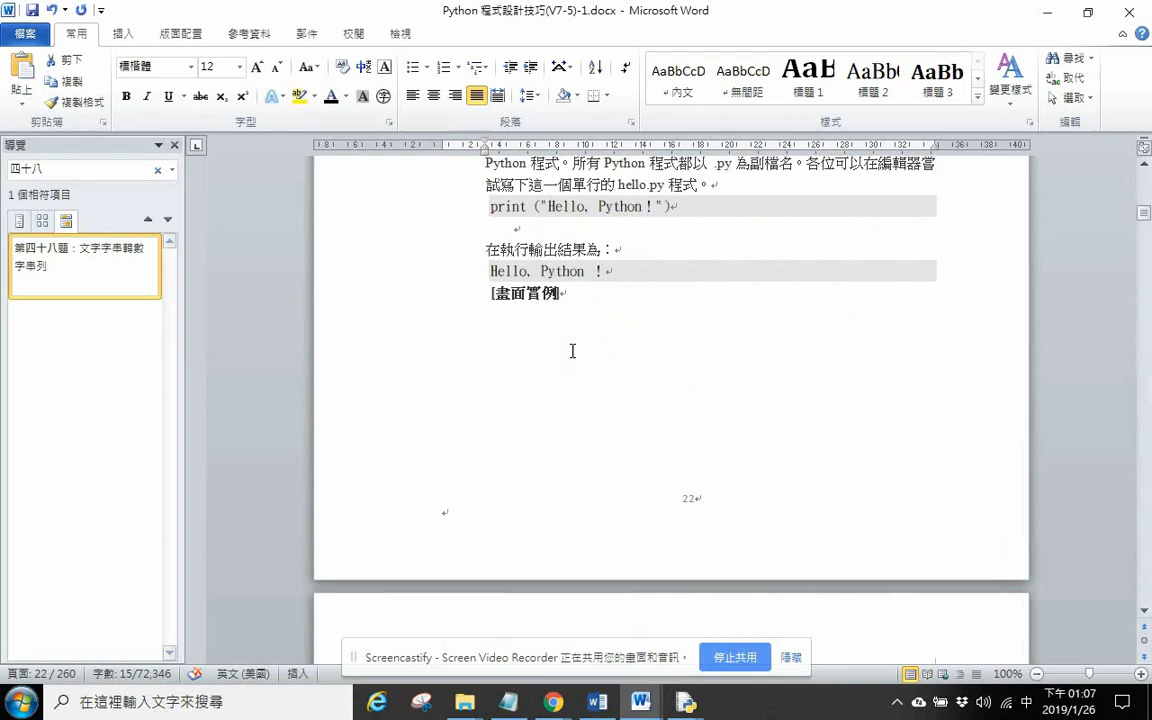 Python 程式設計技巧(V7-5)-1.docx - Microsoft Word
檔案 常用 插入 版面配置 參考資料 郵件 校閱 檢視
貼上 剪下 複製 複製格式 剪貼簿
標楷體 12 字型
段落
AaBbCcD 內文 AaBbCcD 無間距 標題 1 標題 2 AaBb 標題 3 樣式
變更樣式
尋找 取代 選取 編輯
導覽
四十八
1 個相符項目
第四十八題：文字字串轉數
字串列
Python 程式。所有 Python 程式都以 .py 為副檔名。各位可以在編輯器嘗
試寫下這一個單行的 hello.py 程式。
print ("Hello, Python！")
在執行輸出結果為：
Hello, Python ！
[畫面實例]
22
Screencastify - Screen Video Recorder 正在共用您的畫面和音訊。 停止共用 隱藏
頁面: 22 / 260 字數: 15/72,346 英文 (美國) 插入 100%
在這裡輸入文字來搜尋
中 下午 01:07
2019/1/26